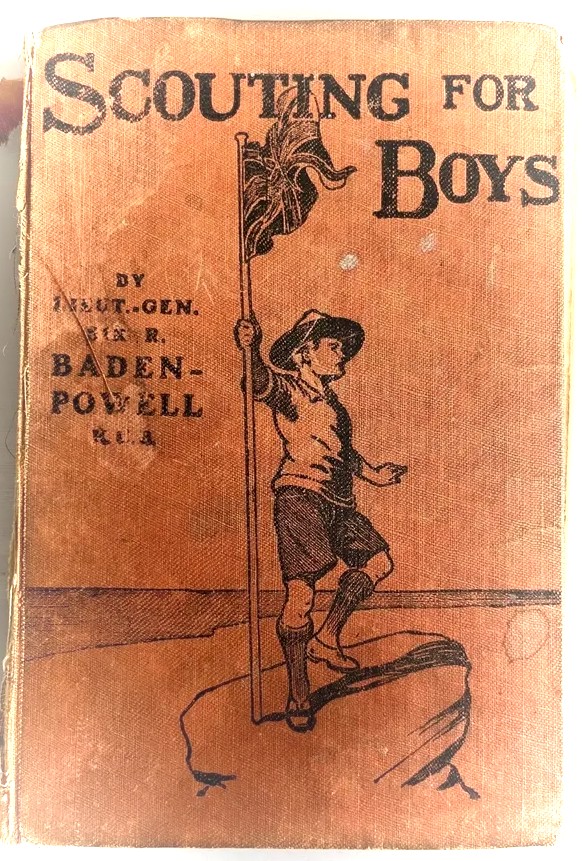 SCOUTING FOR
BOYS
BY
LIEUT.-GEN.
SIR R.
BADEN-
POWELL